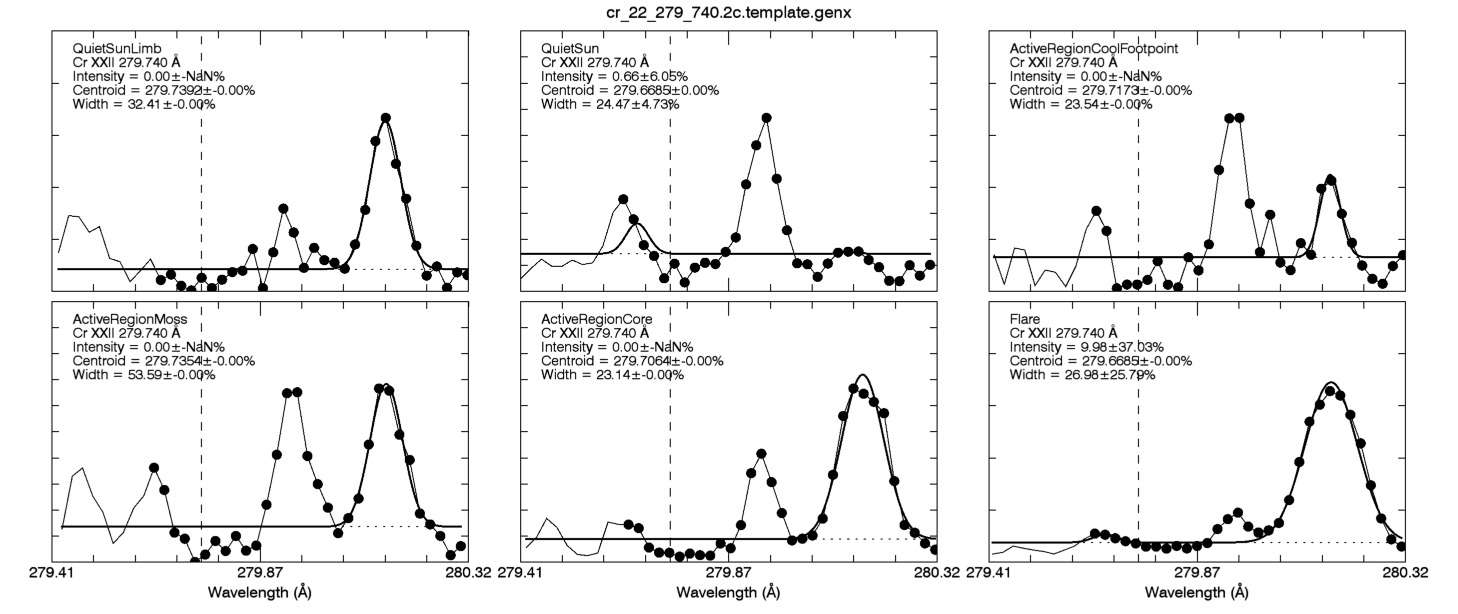 cr_22_279_740.2c.template.genx
QuietSunLimb
Cr XXII 279.740 Å
Intensity = 0.00±-NaN%
Centroid = 279.7392±-0.00%
Width = 32.41±-0.00%
QuietSun
Cr XXII 279.740 Å
Intensity = 0.66±6.05%
Centroid = 279.6685±0.00%
Width = 24.47±4.73%
ActiveRegionCoolFootpoint
Cr XXII 279.740 Å
Intensity = 0.00±-NaN%
Centroid = 279.7173±-0.00%
Width = 23.54±-0.00%
ActiveRegionMoss
Cr XXII 279.740 Å
Intensity = 0.00±-NaN%
Centroid = 279.7354±-0.00%
Width = 53.59±-0.00%
ActiveRegionCore
Cr XXII 279.740 Å
Intensity = 0.00±-NaN%
Centroid = 279.7064±-0.00%
Width = 23.14±-0.00%
Flare
Cr XXII 279.740 Å
Intensity = 9.98±37.03%
Centroid = 279.6685±-0.00%
Width = 26.98±25.79%
279.41 279.87 280.32 279.41 279.87 280.32 279.41 279.87 280.32
Wavelength (Å) Wavelength (Å) Wavelength (Å)